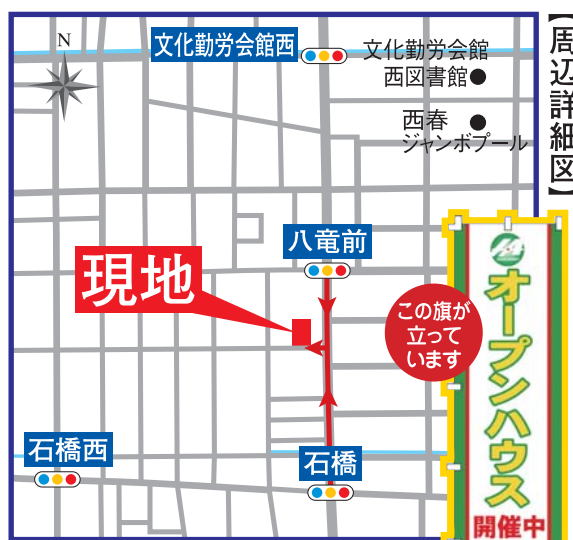 【周辺詳細図】
N
文化勤労会館西
文化勤労会館
西図書館
西春
ジャンボプール
八竜前
現地
この旗が
立って
います
オープンハウス
開催中
石橋西
石橋